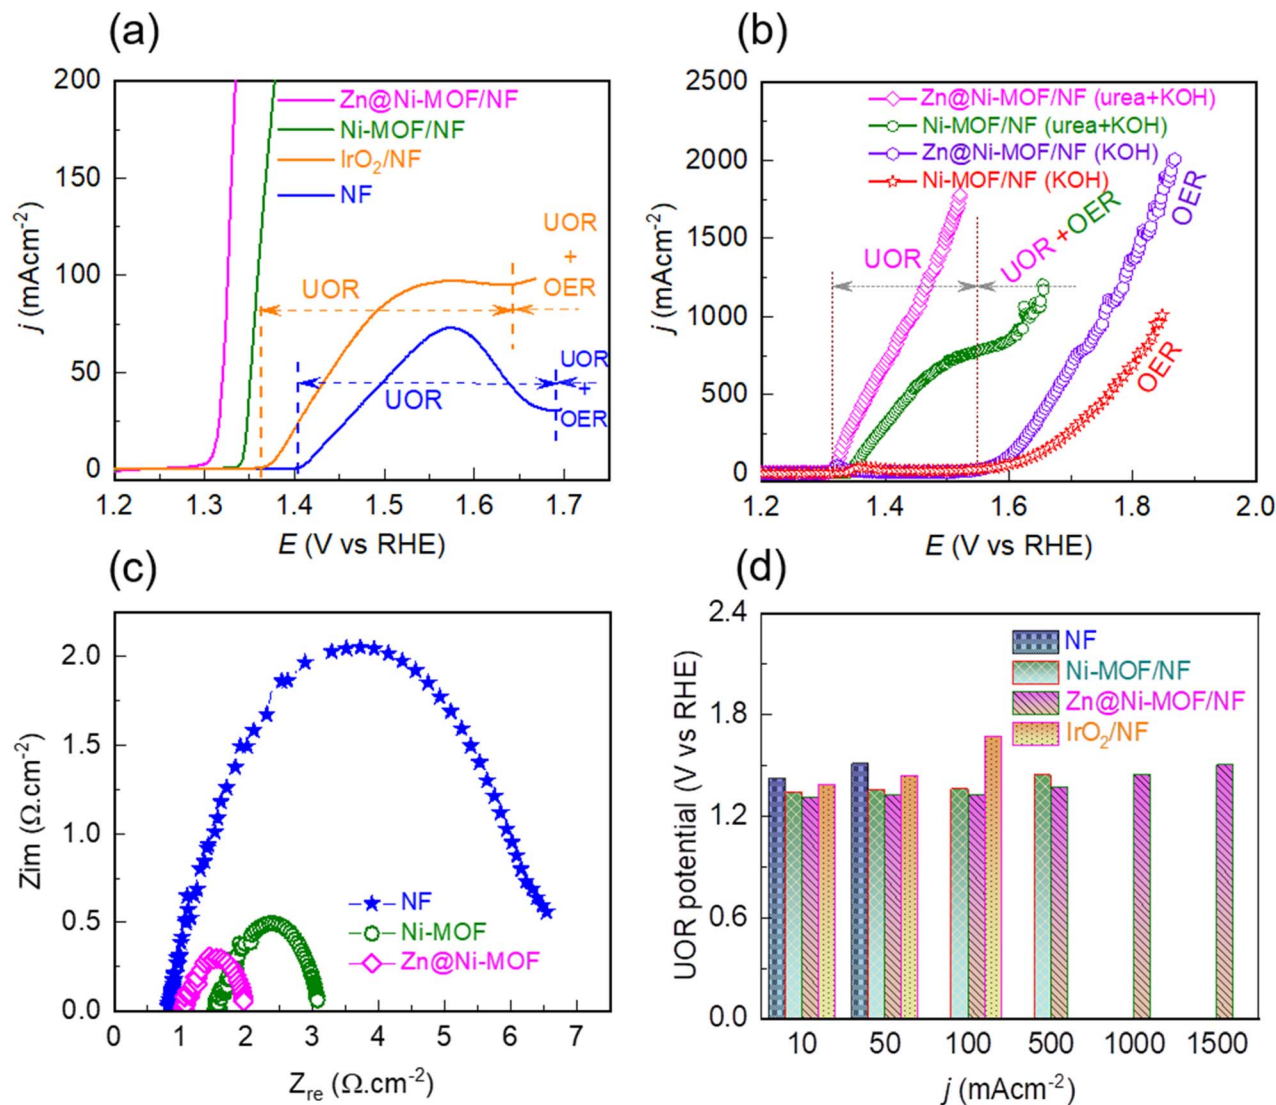 (a)
200
150
100
50
0
j (mAcm⁻²)
Zn@Ni-MOF/NF
Ni-MOF/NF
IrO₂/NF
NF
UOR
UOR
+
OER
UOR
UOR
+
OER
1.2 1.3 1.4 1.5 1.6 1.7
E (V vs RHE)
(b)
2500
2000
1500
1000
500
0
j (mAcm⁻²)
Zn@Ni-MOF/NF (urea+KOH)
Ni-MOF/NF (urea+KOH)
Zn@Ni-MOF/NF (KOH)
Ni-MOF/NF (KOH)
UOR
UOR +OER
OER
OER
1.2 1.4 1.6 1.8 2.0
E (V vs RHE)
(c)
2.0
1.5
1.0
0.5
0.0
Zim (Ω.cm⁻²)
NF
Ni-MOF
Zn@Ni-MOF
0 1 2 3 4 5 6 7
Zre (Ω.cm⁻²)
(d)
2.4
1.8
1.2
0.6
0.0
UOR potential (V vs RHE)
NF
Ni-MOF/NF
Zn@Ni-MOF/NF
IrO₂/NF
10 50 100 500 1000 1500
j (mAcm⁻²)